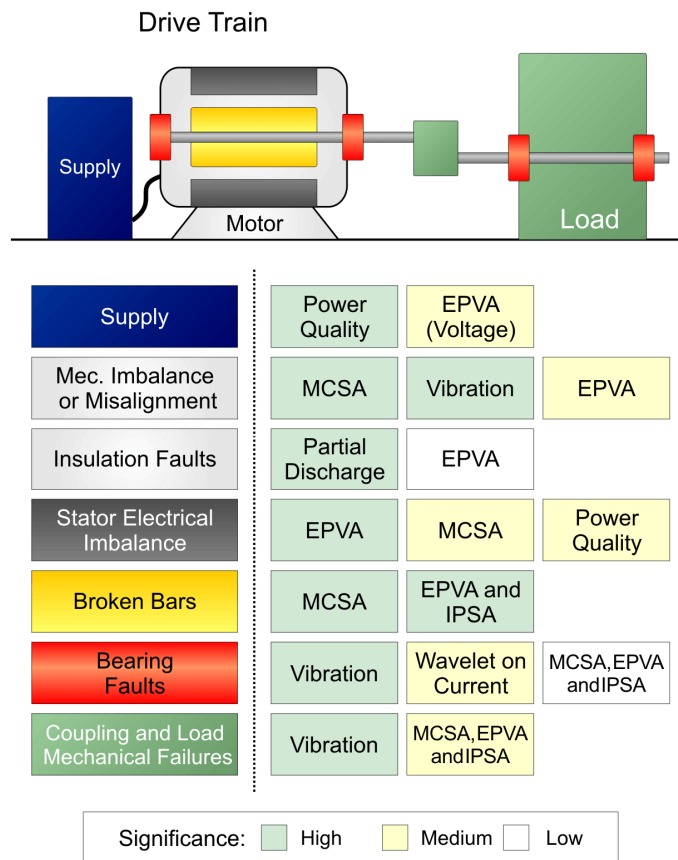 Drive Train
Supply
Motor
Load
Supply
Power
Quality
EPVA
(Voltage)
Mec. Imbalance
or Misalignment
MCSA
Vibration
EPVA
Insulation Faults
Partial
Discharge
EPVA
Stator Electrical
Imbalance
EPVA
MCSA
Power
Quality
Broken Bars
MCSA
EPVA and
IPSA
Bearing
Faults
Vibration
Wavelet on
Current
MCSA,EPVA
andIPSA
Coupling and Load
Mechanical Failures
Vibration
MCSA,EPVA
andIPSA
Significance: High Medium Low